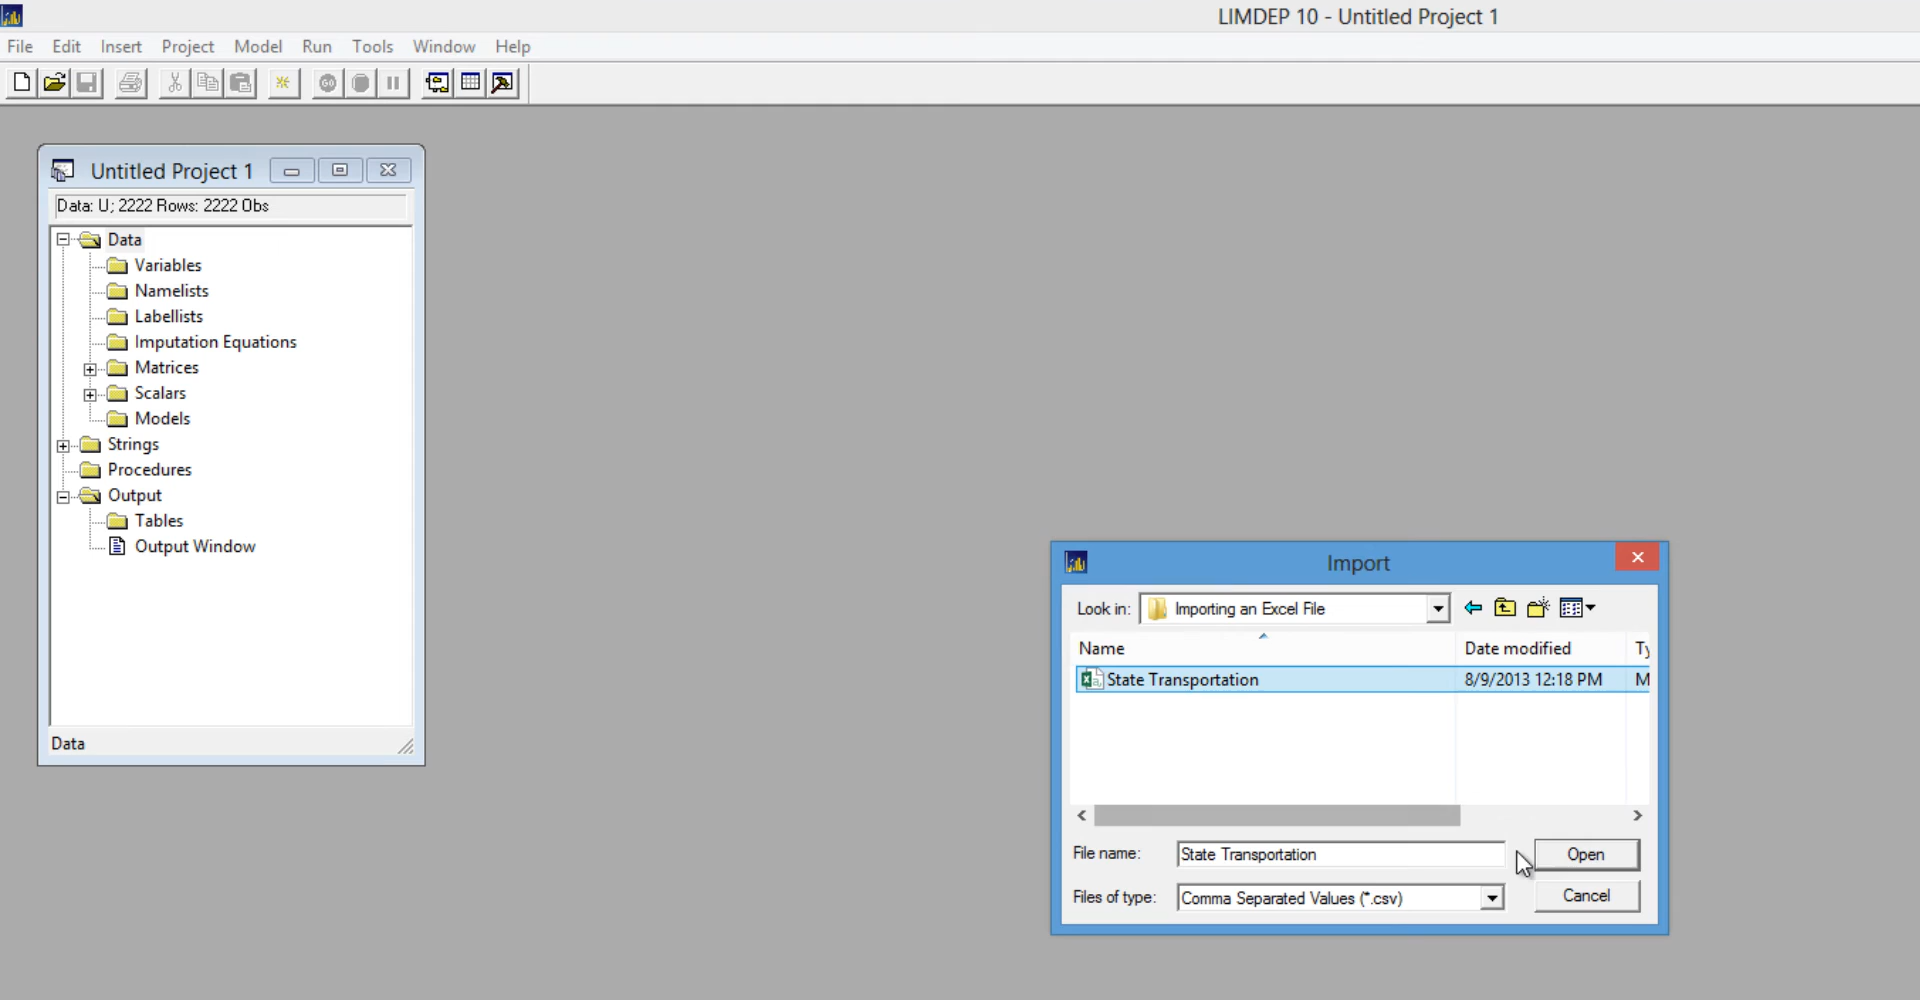 LIMDEP 10 - Untitled Project 1
File Edit Insert Project Model Run Tools Window Help
GO
Untitled Project 1
Data: U; 2222 Rows: 2222 Obs
Data
Variables
Namelists
Labellists
Imputation Equations
Matrices
Scalars
Models
Strings
Procedures
Output
Tables
Output Window
Data
Import
Look in: Importing an Excel File
Name Date modified Ty
State Transportation 8/9/2013 12:18 PM M
File name: State Transportation Open
Files of type: Comma Separated Values (*.csv) Cancel